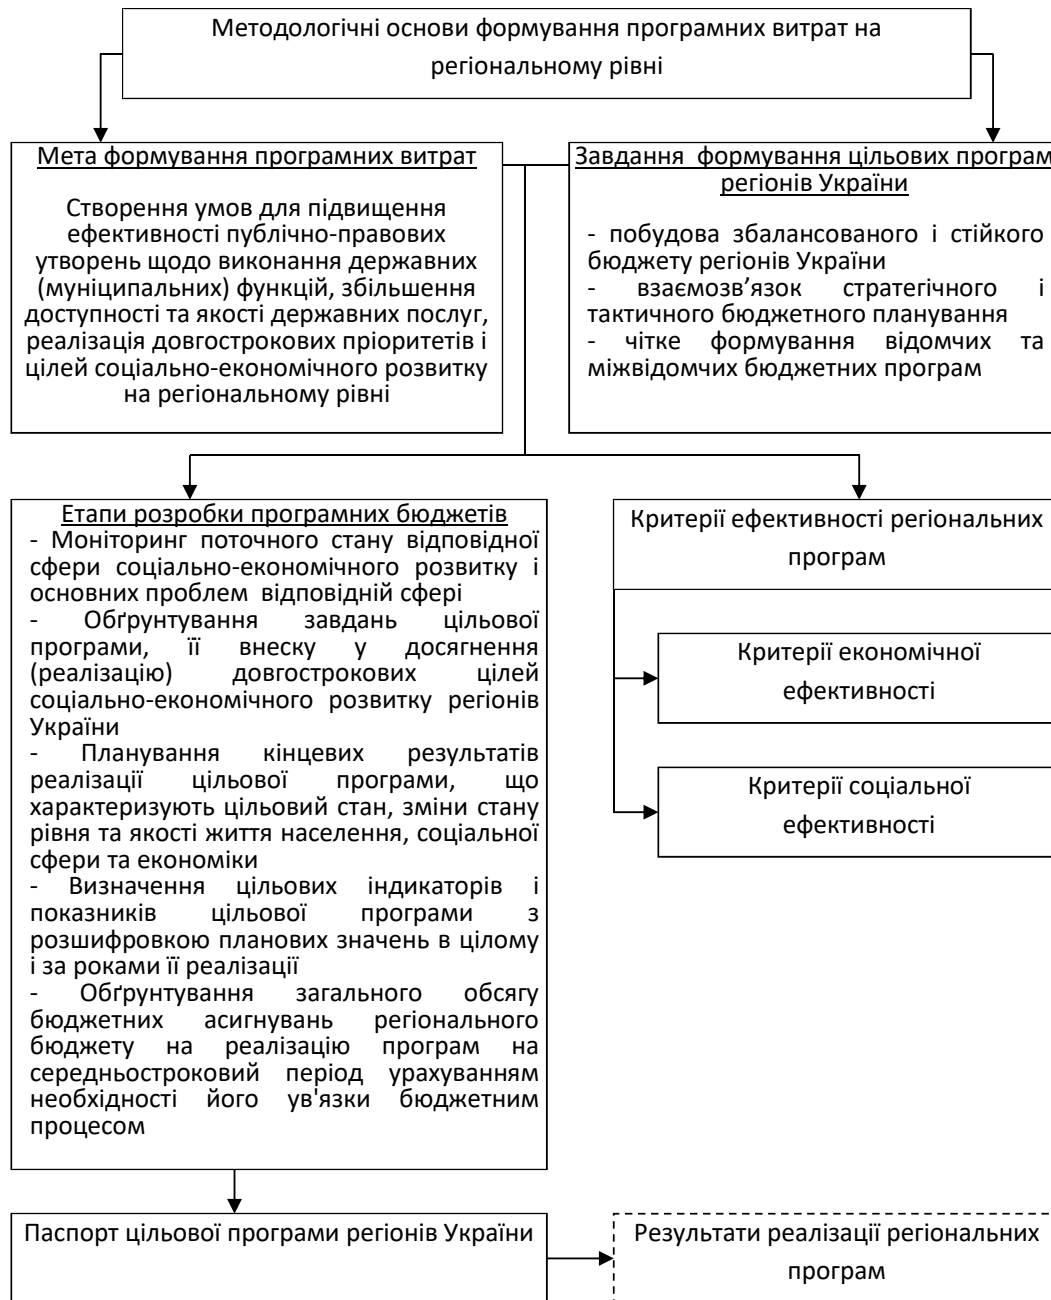 Методологічні основи формування програмних витрат на
регіональному рівні
Мета формування програмних витрат
Створення умов для підвищення
ефективності публічно-правових
утворень щодо виконання державних
(муніципальних) функцій, збільшення
доступності та якості державних послуг,
реалізація довгострокових пріоритетів і
цілей соціально-економічного розвитку
на регіональному рівні
Завдання формування цільових програм
регіонів України
- побудова збалансованого і стійкого
бюджету регіонів України
- взаємозв’язок стратегічного і
тактичного бюджетного планування
- чітке формування відомчих та
міжвідомчих бюджетних програм
Етапи розробки програмних бюджетів
- Моніторинг поточного стану відповідної
сфери соціально-економічного розвитку і
основних проблем відповідній сфері
- Обґрунтування завдань цільової
програми, її внеску у досягнення
(реалізацію) довгострокових цілей
соціально-економічного розвитку регіонів
України
- Планування кінцевих результатів
реалізації цільової програми, що
характеризують цільовий стан, зміни стану
рівня та якості життя населення, соціальної
сфери та економіки
- Визначення цільових індикаторів і
показників цільової програми з
розшифровкою планових значень в цілому
і за роками її реалізації
- Обґрунтування загального обсягу
бюджетних асигнувань регіонального
бюджету на реалізацію програм на
середньостроковий період урахуванням
необхідності його ув'язки бюджетним
процесом
Критерії ефективності регіональних
програм
Критерії економічної
ефективності
Критерії соціальної
ефективності
Паспорт цільової програми регіонів України
Результати реалізації регіональних
програм